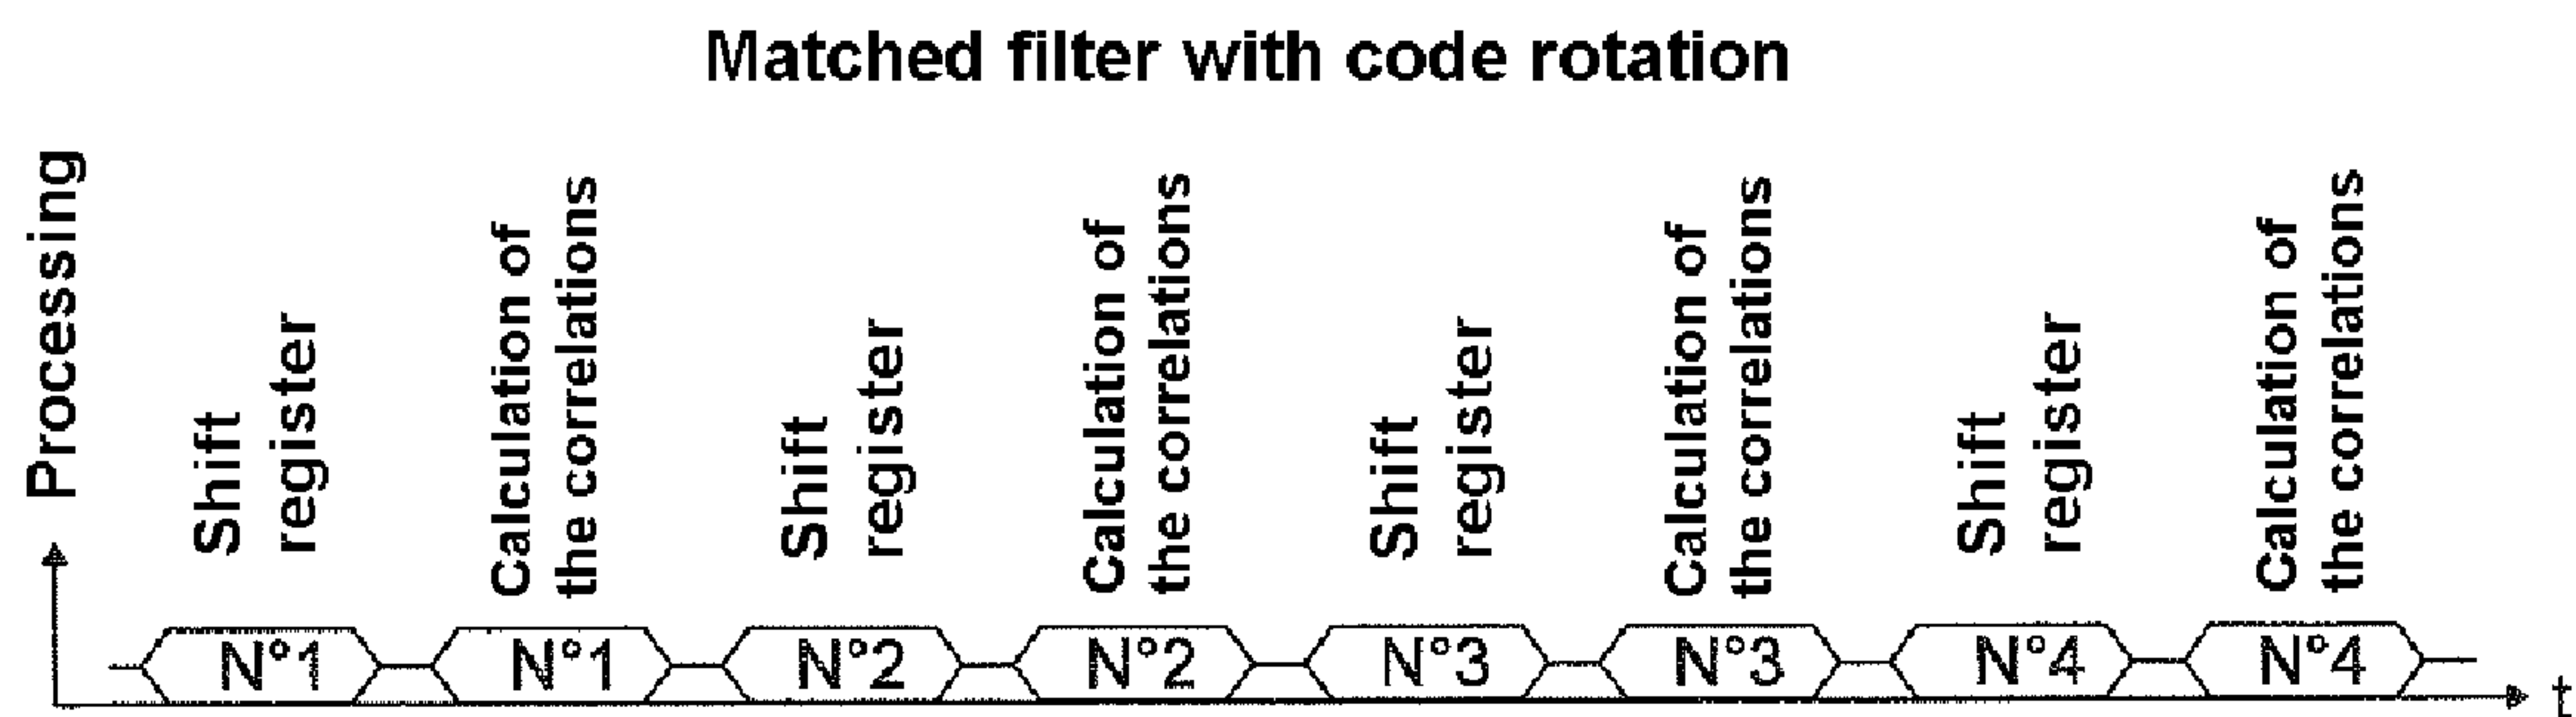 Matched filter with code rotation
Processing
Shift
register
Calculation of
the correlations
Shift
register
Calculation of
the correlations
Shift
register
Calculation of
the correlations
Shift
register
Calculation of
the correlations
N°1
N°1
N°2
N°2
N°3
N°3
N°4
N°4
t